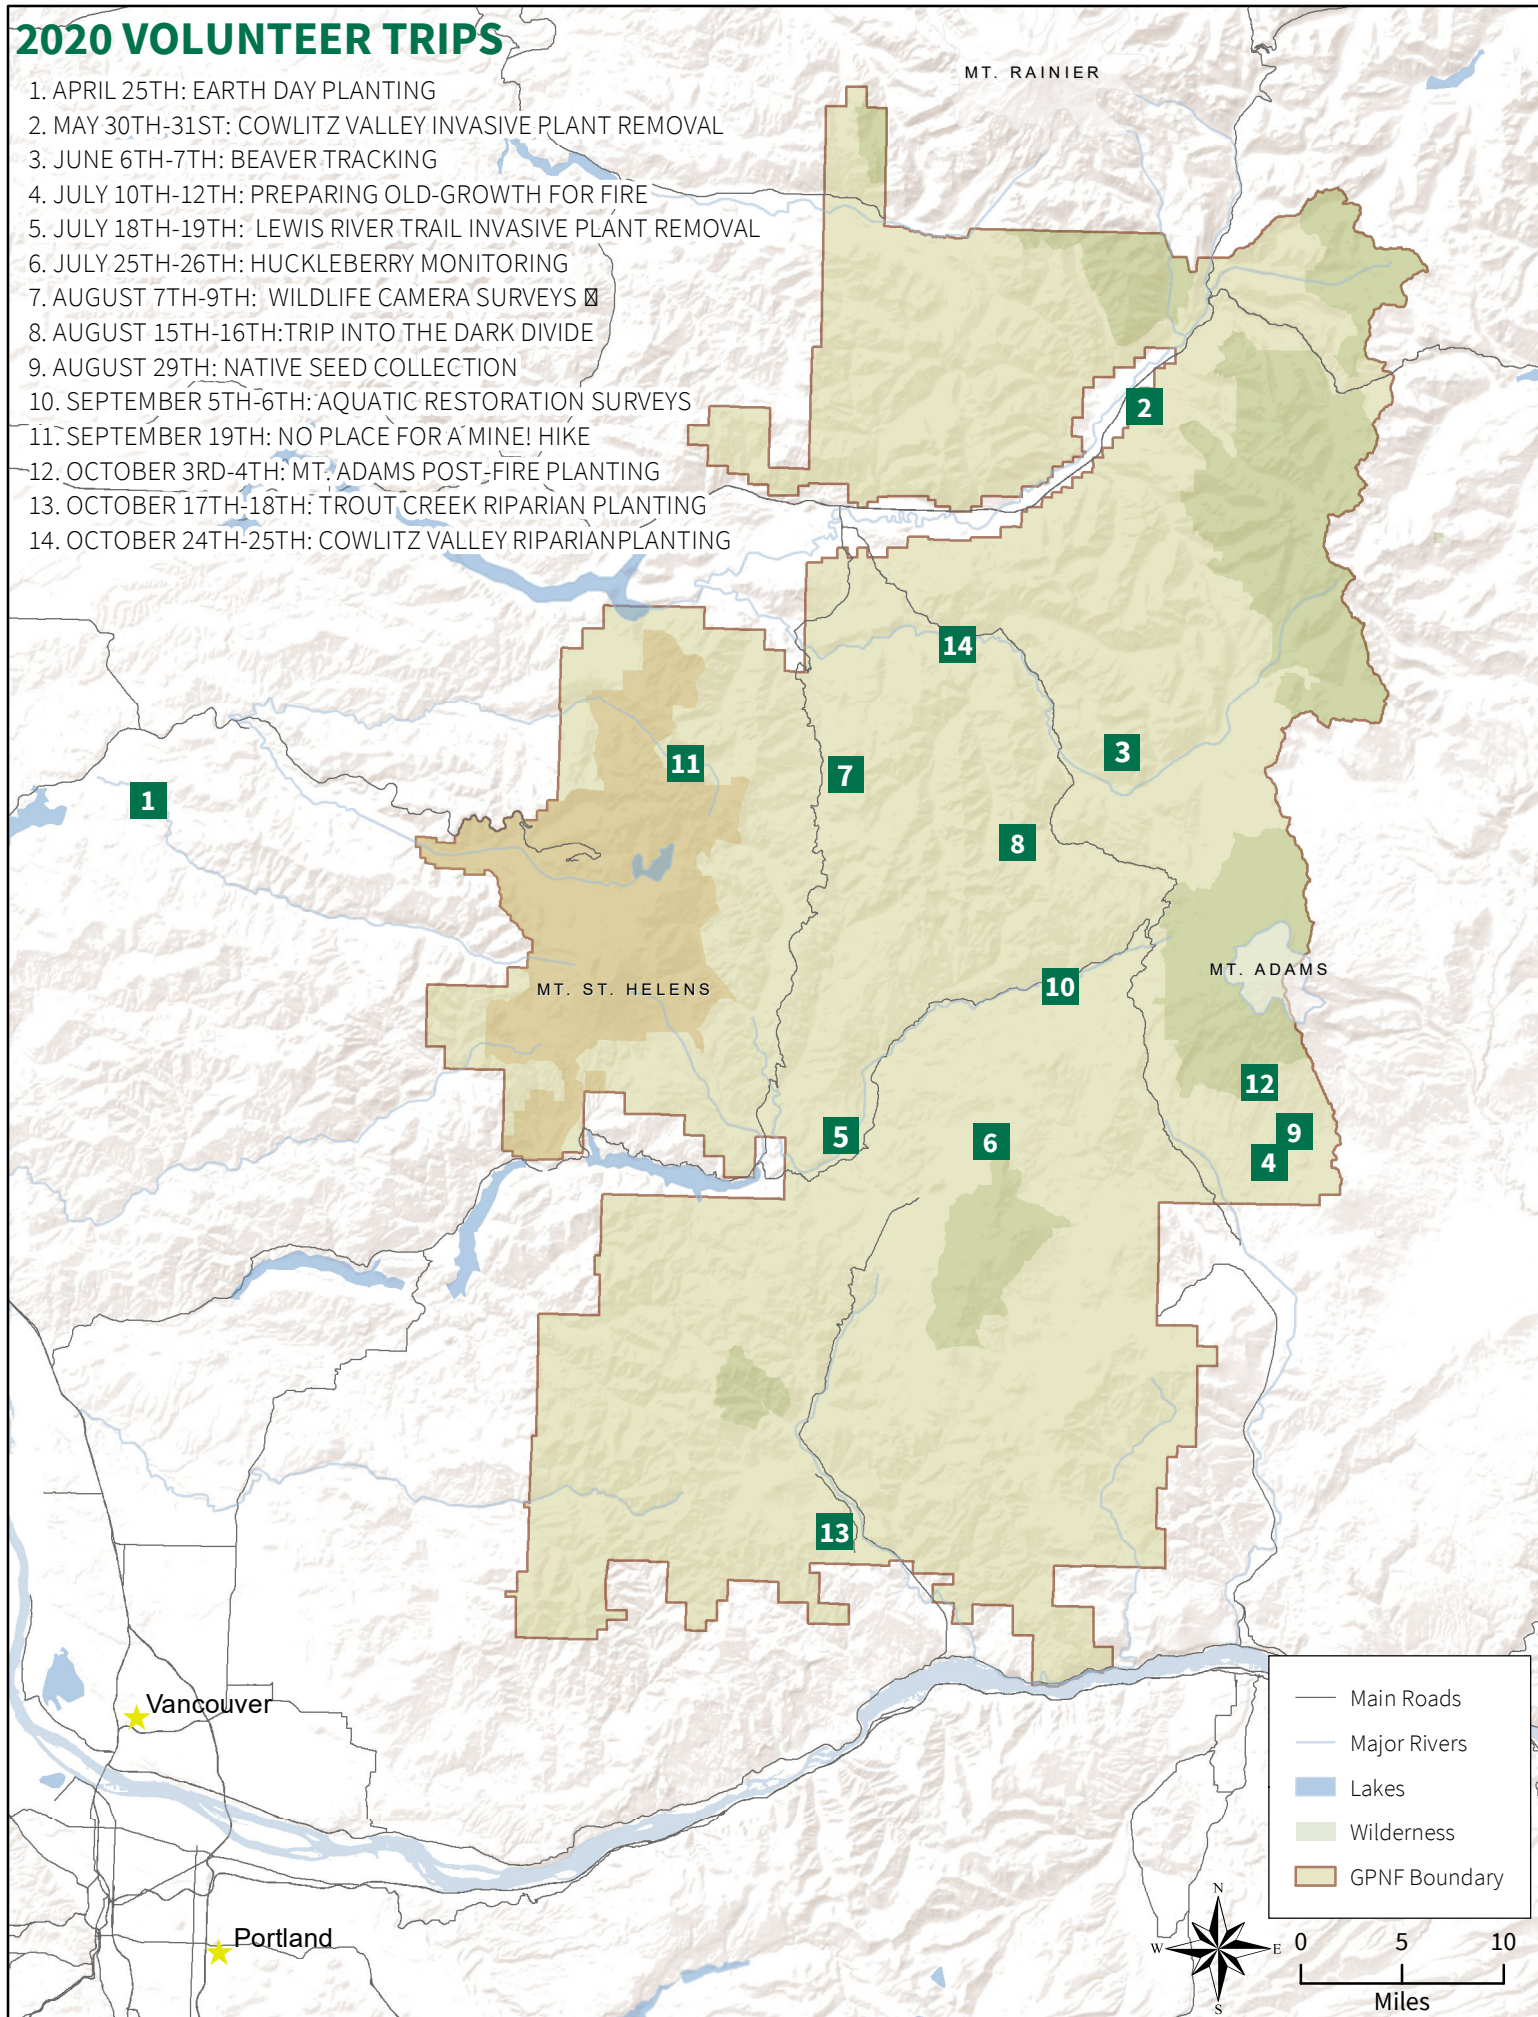 2020 VOLUNTEER TRIPS
1. APRIL 25TH: EARTH DAY PLANTING
2. MAY 30TH-31ST: COWLITZ VALLEY INVASIVE PLANT REMOVAL
3. JUNE 6TH-7TH: BEAVER TRACKING
4. JULY 10TH-12TH: PREPARING OLD-GROWTH FOR FIRE
5. JULY 18TH-19TH: LEWIS RIVER TRAIL INVASIVE PLANT REMOVAL
6. JULY 25TH-26TH: HUCKLEBERRY MONITORING
7. AUGUST 7TH-9TH: WILDLIFE CAMERA SURVEYS
8. AUGUST 15TH-16TH:TRIP INTO THE DARK DIVIDE
9. AUGUST 29TH: NATIVE SEED COLLECTION
10. SEPTEMBER 5TH-6TH: AQUATIC RESTORATION SURVEYS
11. SEPTEMBER 19TH: NO PLACE FOR A MINE! HIKE
12. OCTOBER 3RD-4TH: MT. ADAMS POST-FIRE PLANTING
13. OCTOBER 17TH-18TH: TROUT CREEK RIPARIAN PLANTING
14. OCTOBER 24TH-25TH: COWLITZ VALLEY RIPARIANPLANTING
MT. RAINIER
2
14
3
11
7
1
8
MT. ADAMS
10
MT. ST. HELENS
12
9
5
6
4
13
Vancouver
Portland
Main Roads
Major Rivers
Lakes
Wilderness
GPNF Boundary
N
W
E
S
0 5 10
Miles